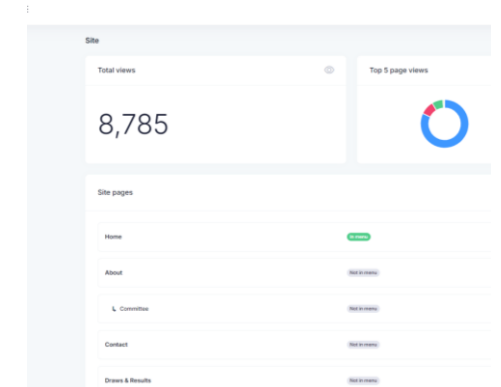 Site
Total views
Top 5 page views
8,785
Site pages
Home
In menu
About
Not in menu
Committee
Not in menu
Contact
Not in menu
Draws & Results
Not in menu